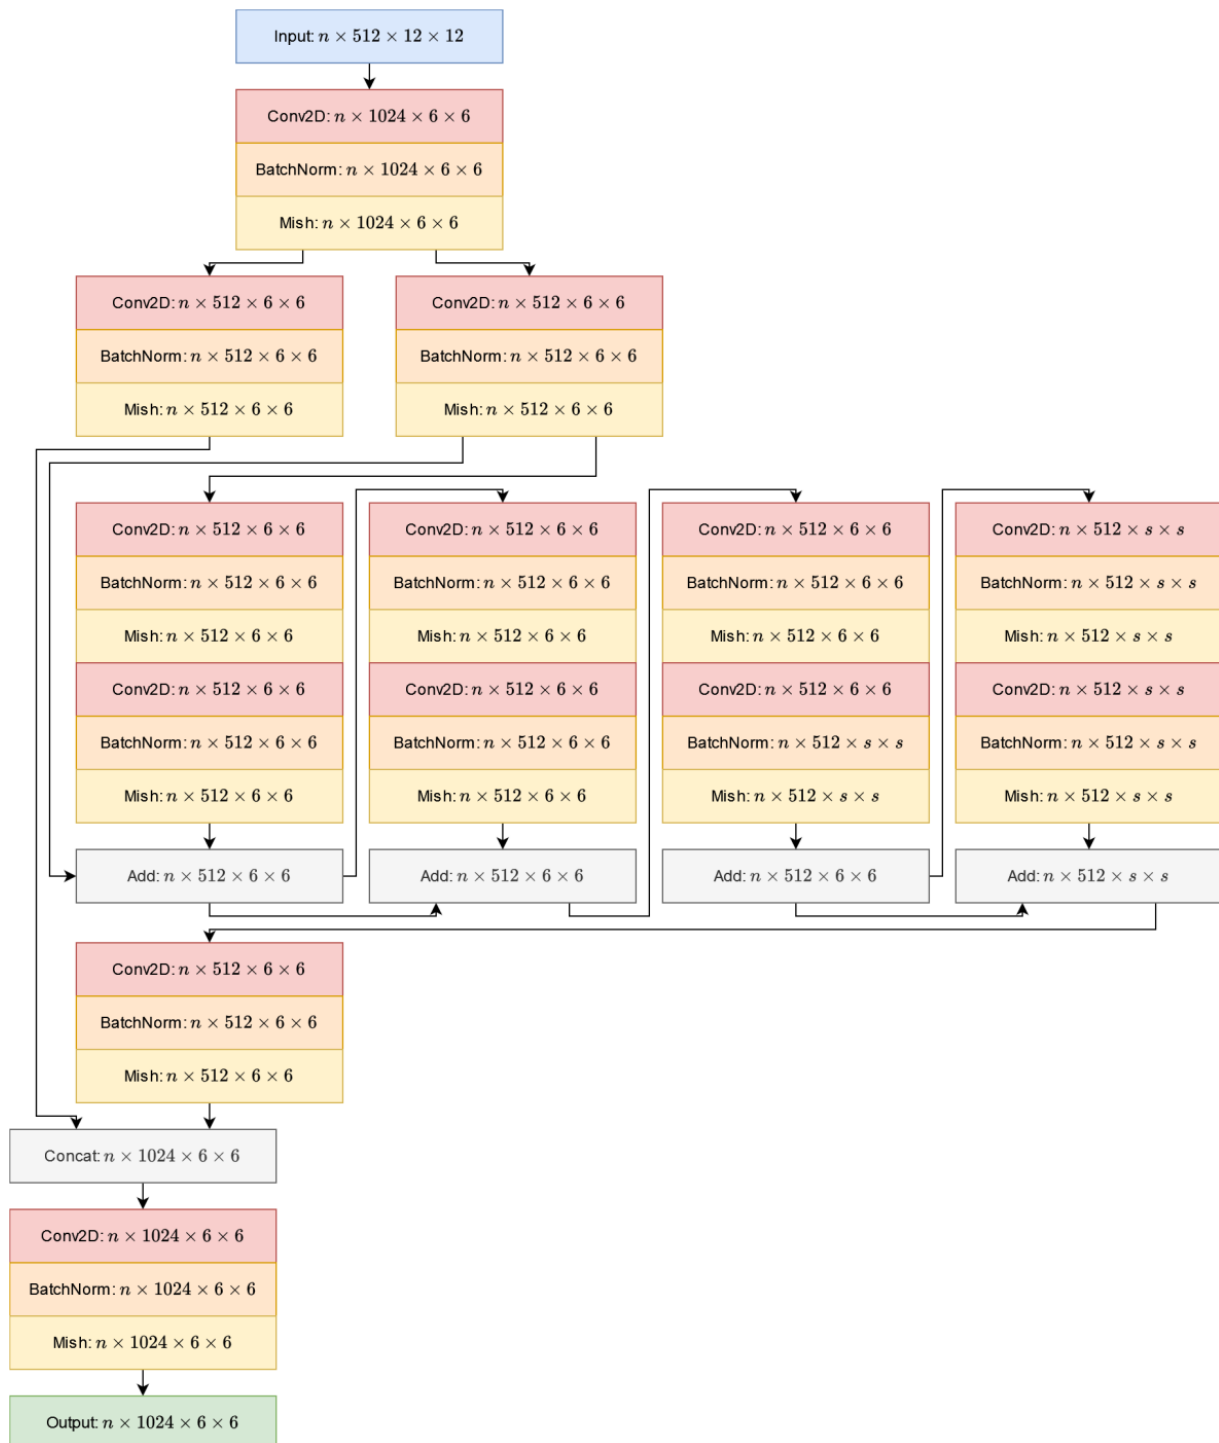 Input: n × 512 × 12 × 12
Conv2D: n × 1024 × 6 × 6
BatchNorm: n × 1024 × 6 × 6
Mish: n × 1024 × 6 × 6
Conv2D: n × 512 × 6 × 6
BatchNorm: n × 512 × 6 × 6
Mish: n × 512 × 6 × 6
Conv2D: n × 512 × 6 × 6
BatchNorm: n × 512 × 6 × 6
Mish: n × 512 × 6 × 6
Conv2D: n × 512 × 6 × 6
BatchNorm: n × 512 × 6 × 6
Mish: n × 512 × 6 × 6
Conv2D: n × 512 × 6 × 6
BatchNorm: n × 512 × 6 × 6
Mish: n × 512 × 6 × 6
Add: n × 512 × 6 × 6
Conv2D: n × 512 × 6 × 6
BatchNorm: n × 512 × 6 × 6
Mish: n × 512 × 6 × 6
Conv2D: n × 512 × 6 × 6
BatchNorm: n × 512 × 6 × 6
Mish: n × 512 × 6 × 6
Add: n × 512 × 6 × 6
Conv2D: n × 512 × 6 × 6
BatchNorm: n × 512 × 6 × 6
Mish: n × 512 × 6 × 6
Conv2D: n × 512 × 6 × 6
BatchNorm: n × 512 × s × s
Mish: n × 512 × s × s
Add: n × 512 × 6 × 6
Conv2D: n × 512 × s × s
BatchNorm: n × 512 × s × s
Mish: n × 512 × s × s
Conv2D: n × 512 × s × s
BatchNorm: n × 512 × s × s
Mish: n × 512 × s × s
Add: n × 512 × s × s
Conv2D: n × 512 × 6 × 6
BatchNorm: n × 512 × 6 × 6
Mish: n × 512 × 6 × 6
Concat: n × 1024 × 6 × 6
Conv2D: n × 1024 × 6 × 6
BatchNorm: n × 1024 × 6 × 6
Mish: n × 1024 × 6 × 6
Output: n × 1024 × 6 × 6